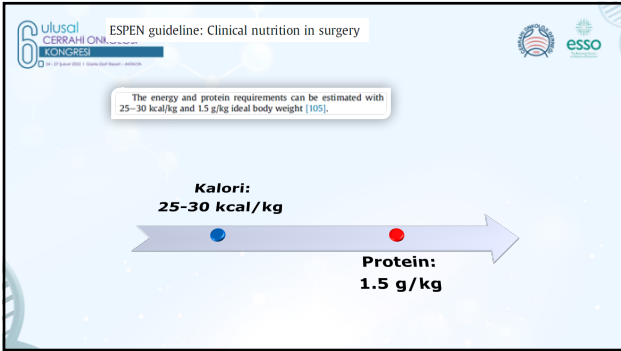 6. ulusal
CERRAHİ ONKOLOJİ
KONGRESİ
ESPEN guideline: Clinical nutrition in surgery
esso
The energy and protein requirements can be estimated with
25–30 kcal/kg and 1.5 g/kg ideal body weight [105].
Kalori:
25-30 kcal/kg
Protein:
1.5 g/kg